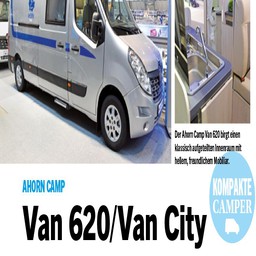 Der Ahorn Camp Van 620 birgt einen
klassisch aufgeteilten Innenraum mit
hellem, freundlichem Mobiliar.
AHORN CAMP
KOMPAKTE
CAMPER
Van 620/Van City